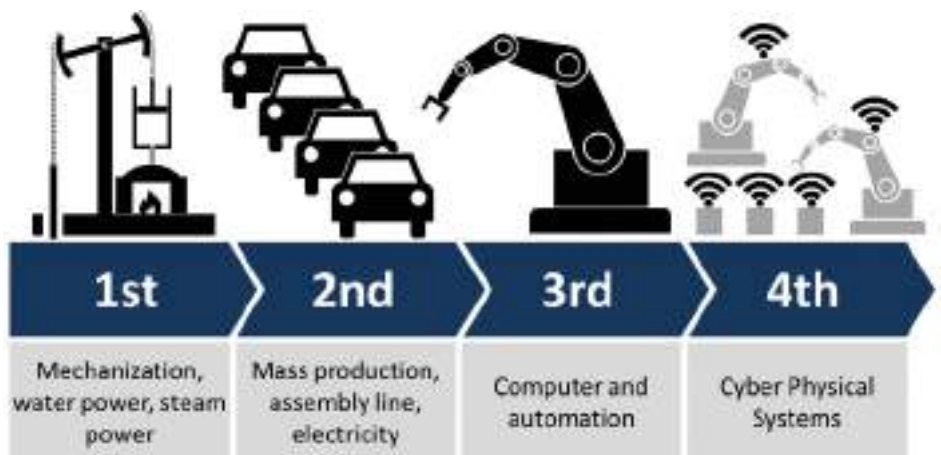 1st
2nd
3rd
4th
Mechanization,
water power, steam
power
Mass production,
assembly line,
electricity
Computer and
automation
Cyber Physical
Systems